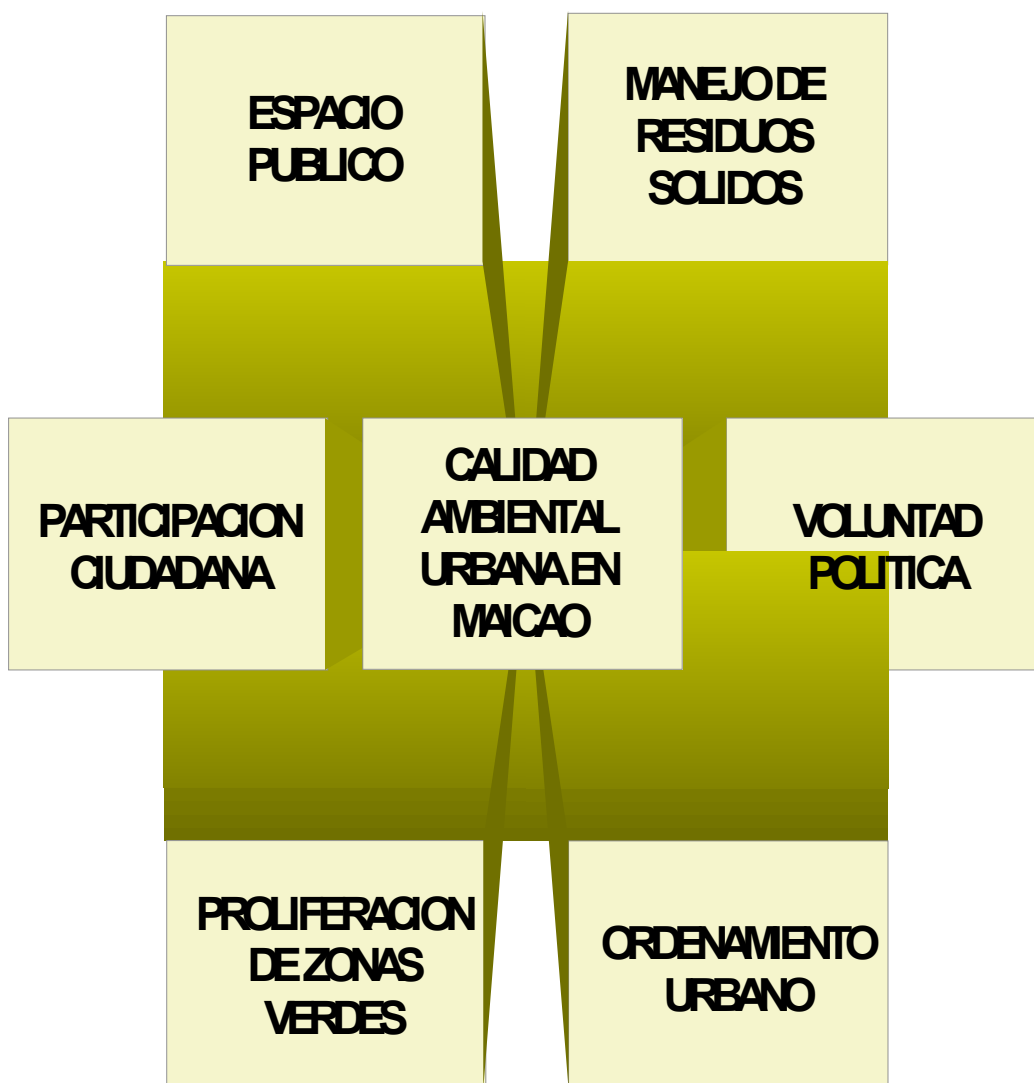 ESPACIO
PUBLICO
MANEJO DE
RESIDUOS
SOLIDOS
PARTICIPACION
CIUDADANA
CALIDAD
AMBIENTAL
URBANA EN
MAICAO
VOLUNTAD
POLITICA
PROLIFERACION
DE ZONAS
VERDES
ORDENAMIENTO
URBANO